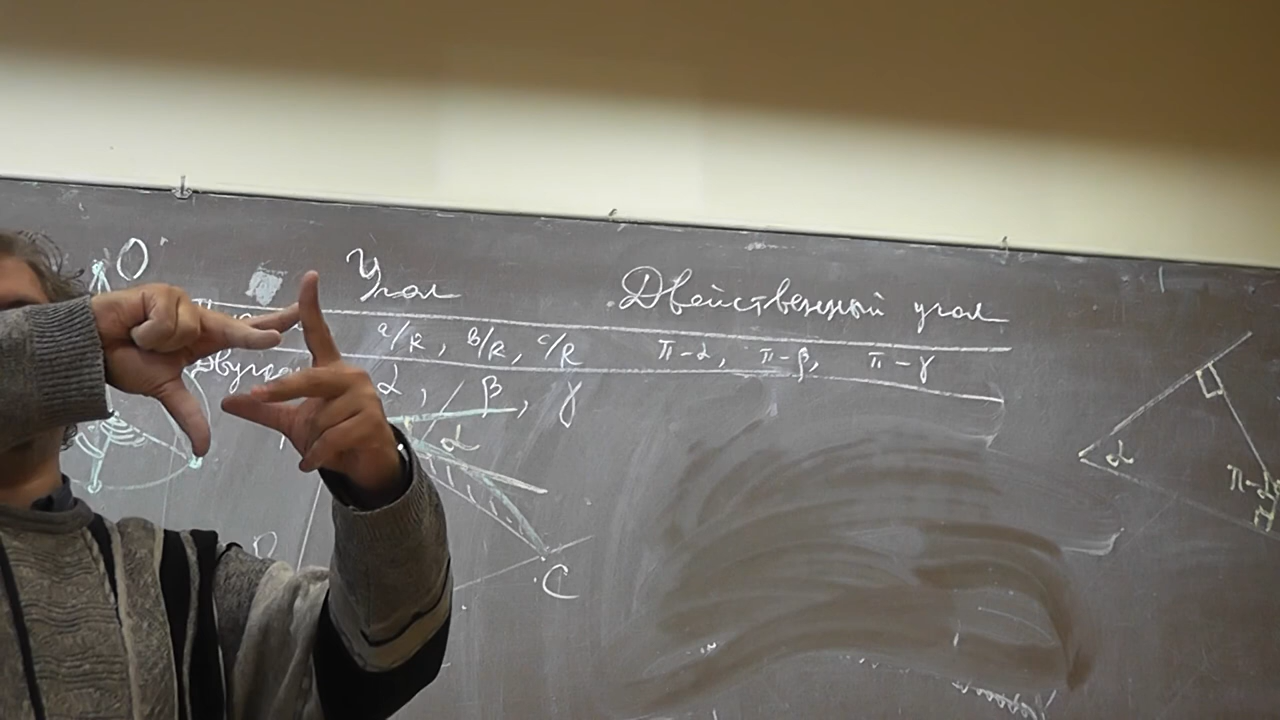 O
Угол Двойственный угол
a/R, b/R, c/R π-α, π-β, π-γ
α, β, γ
α
α
C